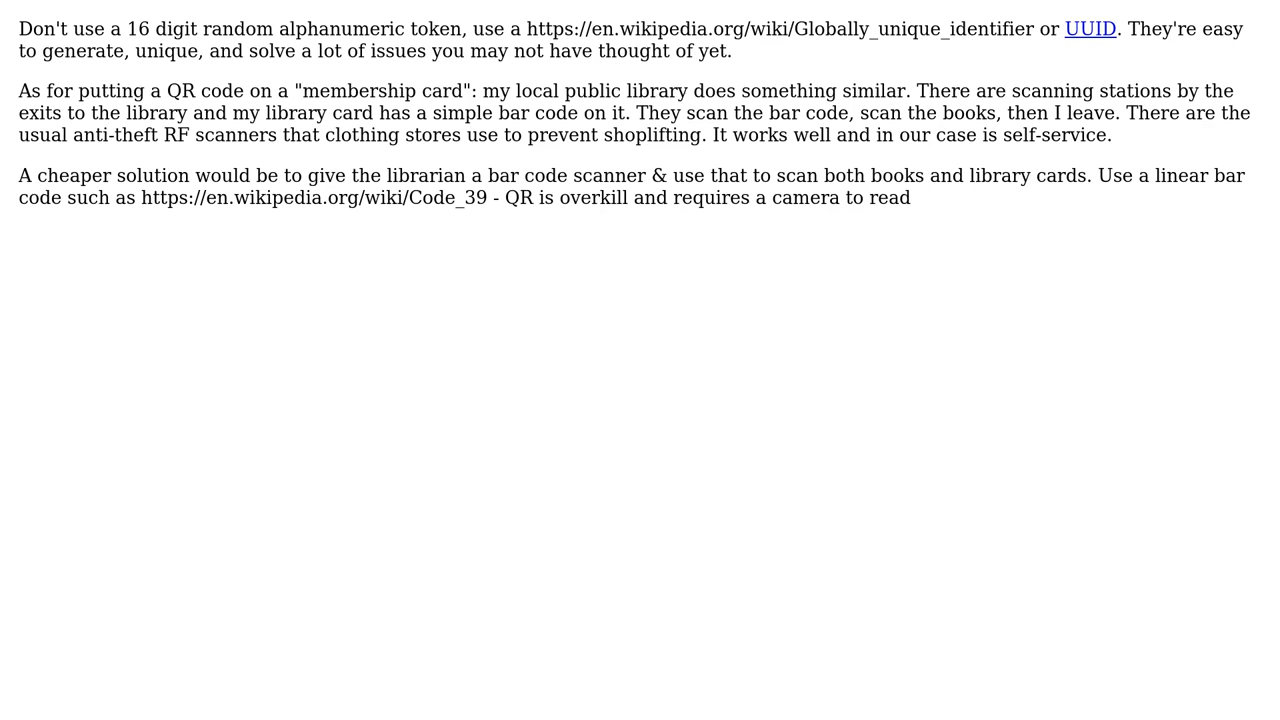 Don't use a 16 digit random alphanumeric token, use a https://en.wikipedia.org/wiki/Globally_unique_identifier or UUID. They're easy
to generate, unique, and solve a lot of issues you may not have thought of yet.
As for putting a QR code on a "membership card": my local public library does something similar. There are scanning stations by the
exits to the library and my library card has a simple bar code on it. They scan the bar code, scan the books, then I leave. There are the
usual anti-theft RF scanners that clothing stores use to prevent shoplifting. It works well and in our case is self-service.
A cheaper solution would be to give the librarian a bar code scanner & use that to scan both books and library cards. Use a linear bar
code such as https://en.wikipedia.org/wiki/Code_39 - QR is overkill and requires a camera to read